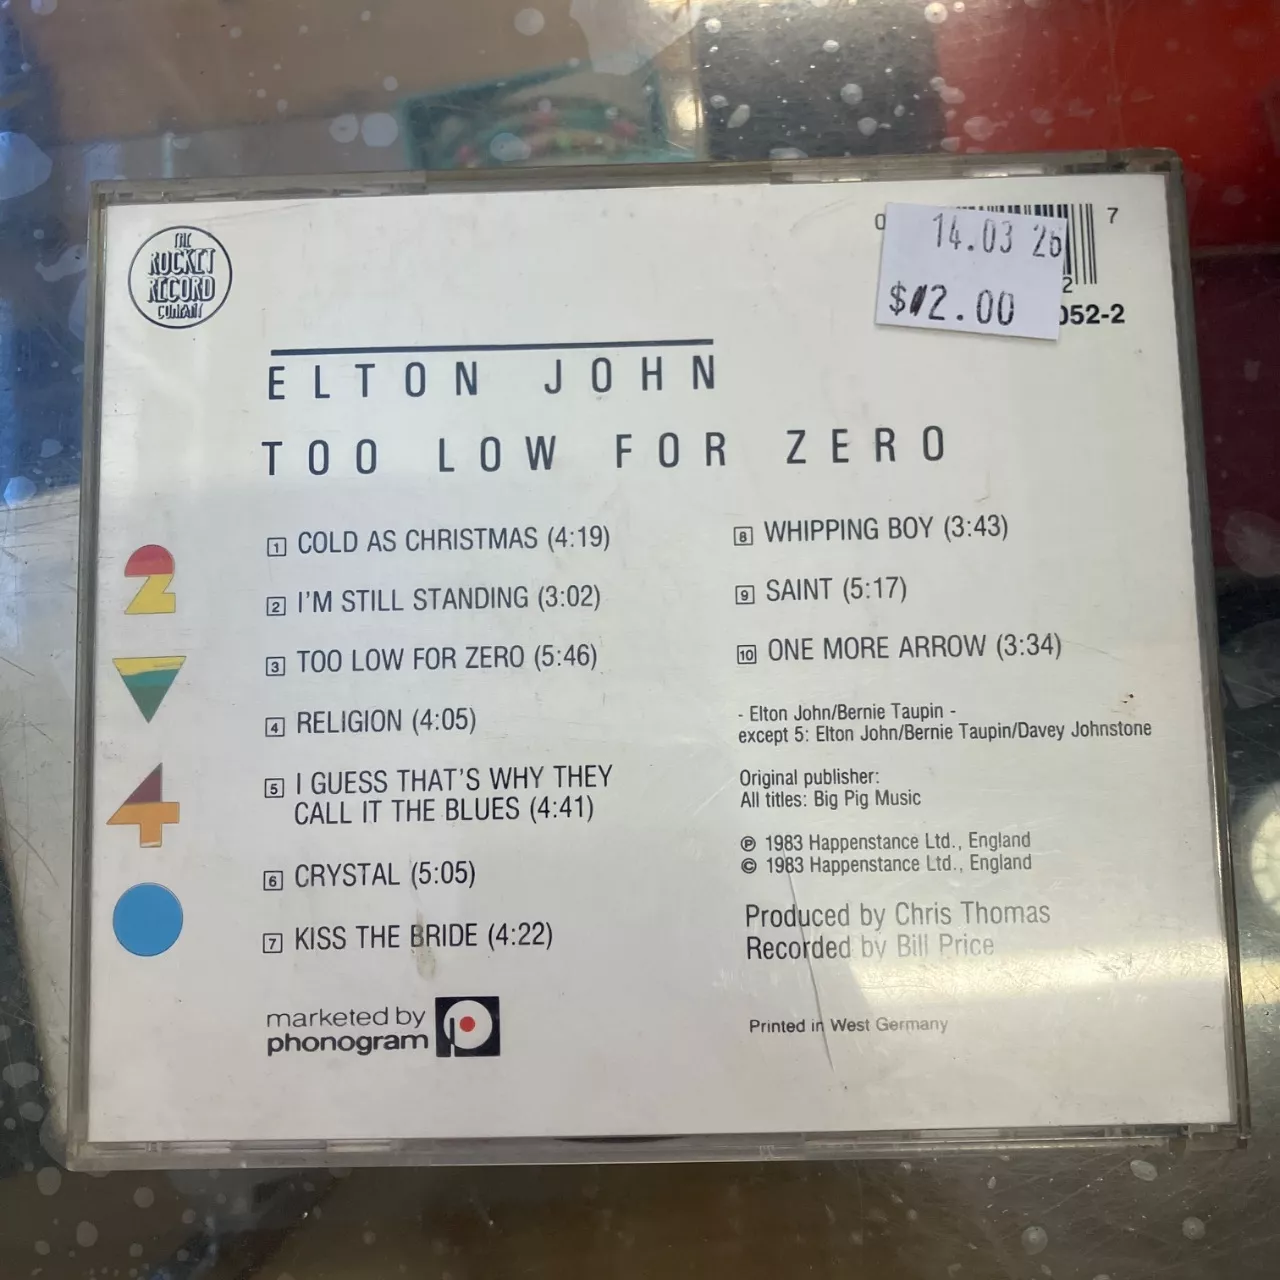 THE
ROCKET
RECORD
COMPANY
0
7
2
052-2
14.03 26
$12.00
ELTON JOHN
TOO LOW FOR ZERO
1 COLD AS CHRISTMAS (4:19)
2 I'M STILL STANDING (3:02)
3 TOO LOW FOR ZERO (5:46)
4 RELIGION (4:05)
5 I GUESS THAT'S WHY THEY
CALL IT THE BLUES (4:41)
6 CRYSTAL (5:05)
7 KISS THE BRIDE (4:22)
8 WHIPPING BOY (3:43)
9 SAINT (5:17)
10 ONE MORE ARROW (3:34)
- Elton John/Bernie Taupin -
except 5: Elton John/Bernie Taupin/Davey Johnstone
Original publisher:
All titles: Big Pig Music
℗ 1983 Happenstance Ltd., England
© 1983 Happenstance Ltd., England
Produced by Chris Thomas
Recorded by Bill Price
2
4
marketed by
phonogram
Printed in West Germany